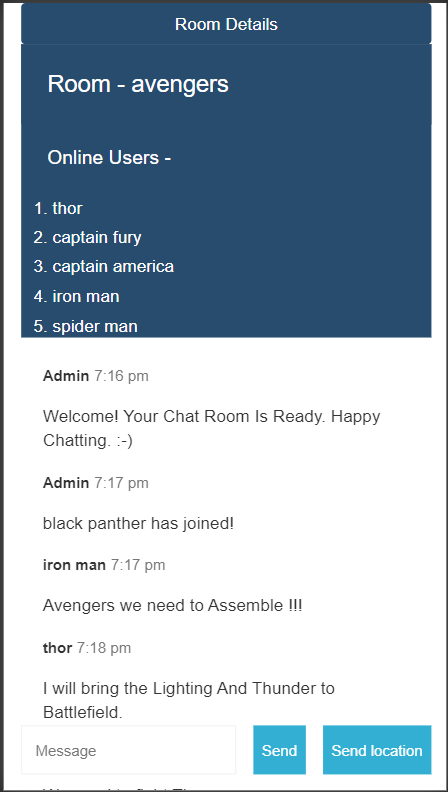 Room Details
Room - avengers
Online Users -
1. thor
2. captain fury
3. captain america
4. iron man
5. spider man
Admin 7:16 pm
Welcome! Your Chat Room Is Ready. Happy
Chatting. :-)
Admin 7:17 pm
black panther has joined!
iron man 7:17 pm
Avengers we need to Assemble !!!
thor 7:18 pm
I will bring the Lighting And Thunder to
Battlefield.
Message
Send
Send location